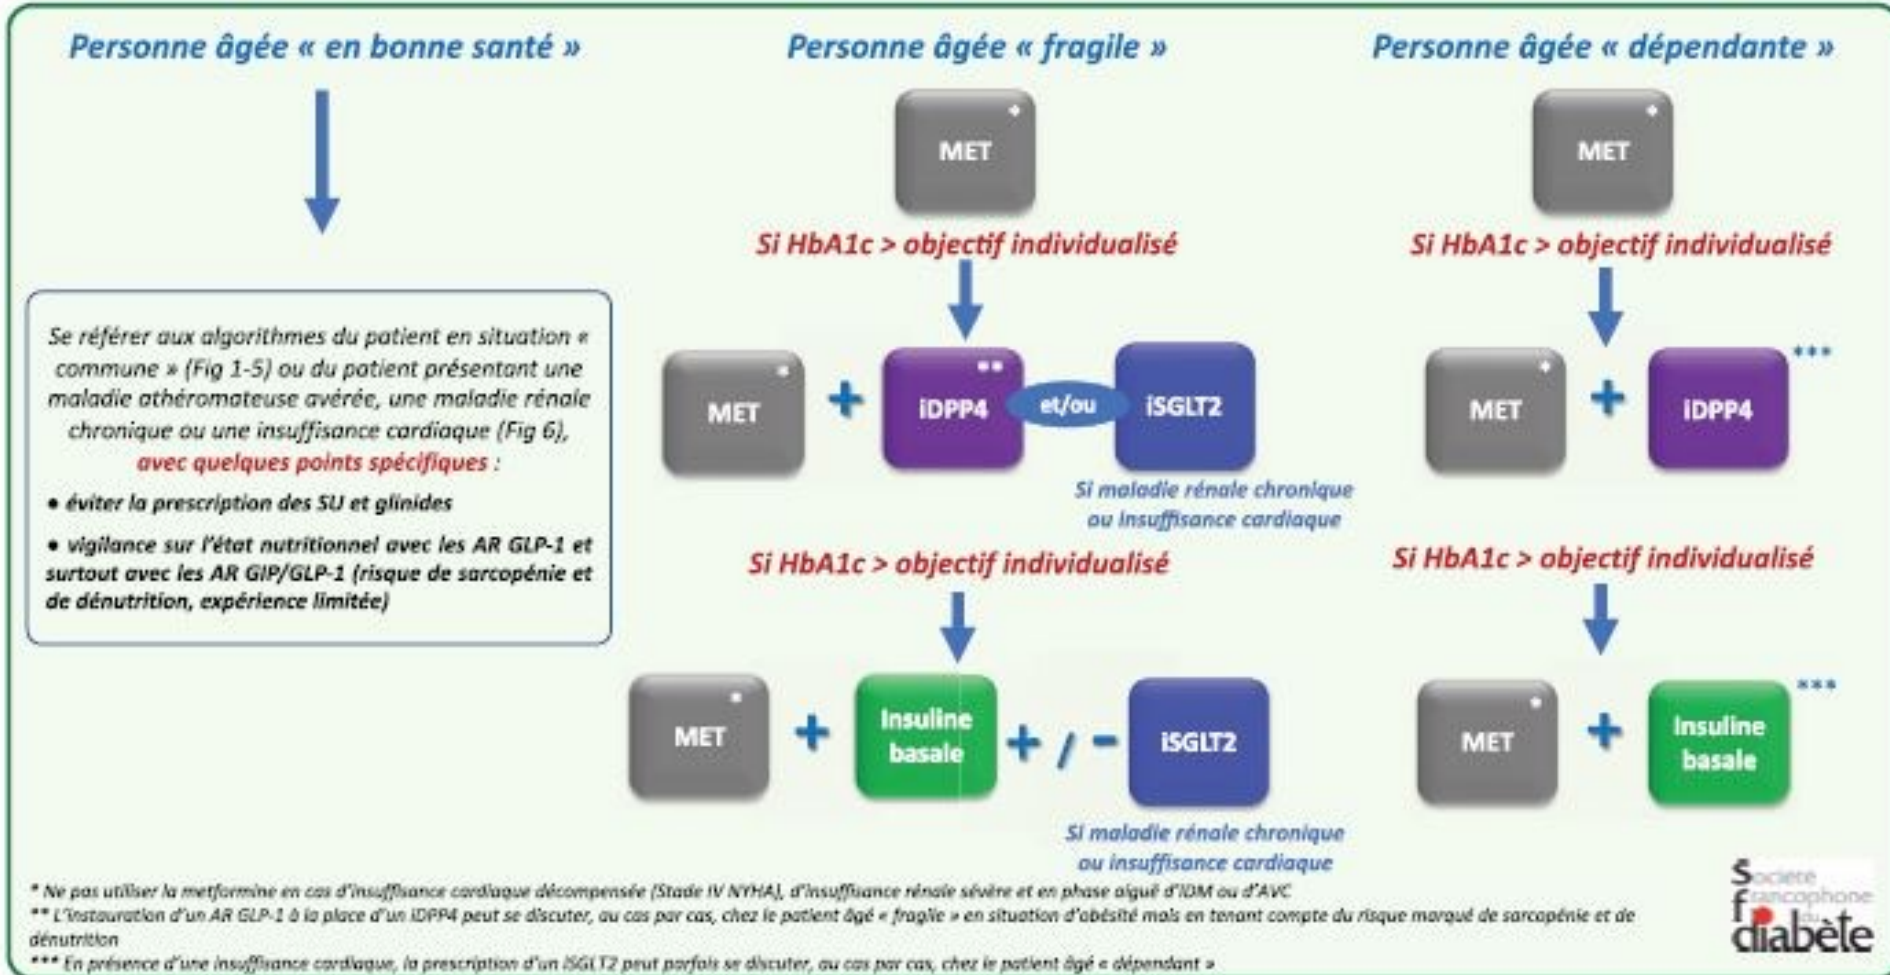 Personne âgée « en bonne santé »
Se référer aux algorithmes du patient en situation «
commune » (Fig 1-5) ou du patient présentant une
maladie athéromateuse avérée, une maladie rénale
chronique ou une insuffisance cardiaque (Fig 6),
avec quelques points spécifiques :
• éviter la prescription des SU et glinides
• vigilance sur l'état nutritionnel avec les AR GLP-1 et
surtout avec les AR GIP/GLP-1 (risque de sarcopénie et
de dénutrition, expérience limitée)
Personne âgée « fragile »
MET *
Si HbA1c > objectif individualisé
MET * + iDPP4 ** et/ou iSGLT2
Si maladie rénale chronique
ou Insuffisance cardiaque
Si HbA1c > objectif individualisé
MET * + Insuline
basale + / - iSGLT2
Si maladie rénale chronique
ou insuffisance cardiaque
Personne âgée « dépendante »
MET *
Si HbA1c > objectif individualisé
MET * + iDPP4 ***
Si HbA1c > objectif individualisé
MET * + Insuline
basale ***
* Ne pas utiliser la metformine en cas d'insuffisance cardiaque décompensée (Stade IV NYHA), d'insuffisance rénale sévère et en phase aiguë d'IDM ou d'AVC
** L'instauration d'un AR GLP-1 à la place d'un iDPP4 peut se discuter, au cas par cas, chez le patient âgé « fragile » en situation d'obésité mais en tenant compte du risque marqué de sarcopénie et de
dénutrition
*** En présence d'une insuffisance cardiaque, la prescription d'un iSGLT2 peut parfois se discuter, au cas par cas, chez le patient âgé « dépendant »
Société
Francophone
du
diabète